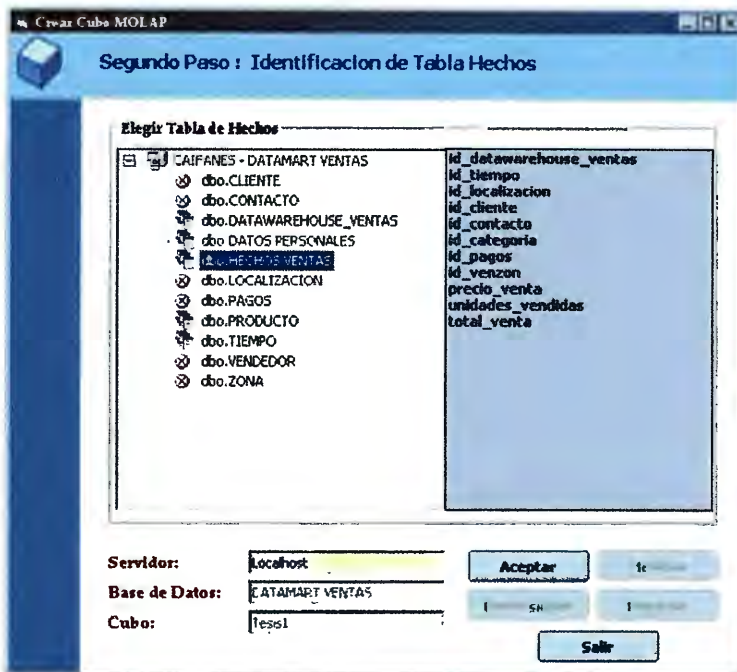 Crear Cubo MOLAP
Segundo Paso : Identificacion de Tabla Hechos
Elegir Tabla de Hechos
CAIFANES - DATAMART VENTAS
dbo.CLIENTE
dbo.CONTACTO
dbo.DATAWAREHOUSE_VENTAS
dbo DATOS PERSONALES
dbo.HECHOS VENTAS
dbo.LOCALIZACION
dbo.PAGOS
dbo.PRODUCTO
dbo.TIEMPO
dbo.VENDEDOR
dbo.ZONA
id_datawarehouse_ventas
id_tiempo
id_localizacion
id_cliente
id_contacto
id_categoria
id_pagos
id_venzon
precio_venta
unidades_vendidas
total_venta
Servidor: Localhost
Base de Datos: DATAMART VENTAS
Cubo: Tesis1
Aceptar
Salir